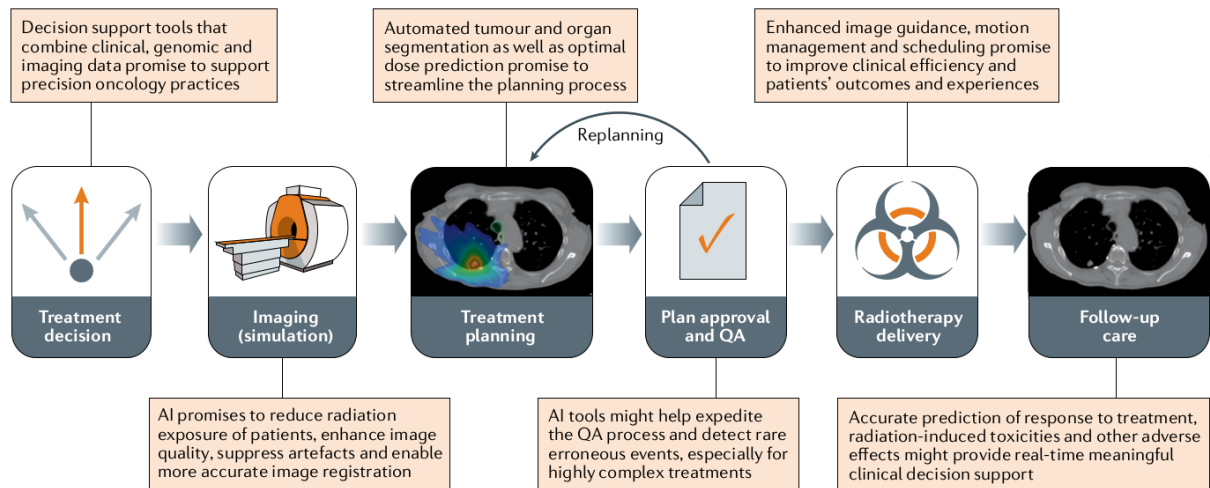 Decision support tools that
combine clinical, genomic and
imaging data promise to support
precision oncology practices
Automated tumour and organ
segmentation as well as optimal
dose prediction promise to
streamline the planning process
Enhanced image guidance, motion
management and scheduling promise
to improve clinical efficiency and
patients’ outcomes and experiences
Replanning
Treatment
decision
Imaging
(simulation)
Treatment
planning
Plan approval
and QA
Radiotherapy
delivery
Follow-up
care
AI promises to reduce radiation
exposure of patients, enhance image
quality, suppress artefacts and enable
more accurate image registration
AI tools might help expedite
the QA process and detect rare
erroneous events, especially for
highly complex treatments
Accurate prediction of response to treatment,
radiation-induced toxicities and other adverse
effects might provide real-time meaningful
clinical decision support